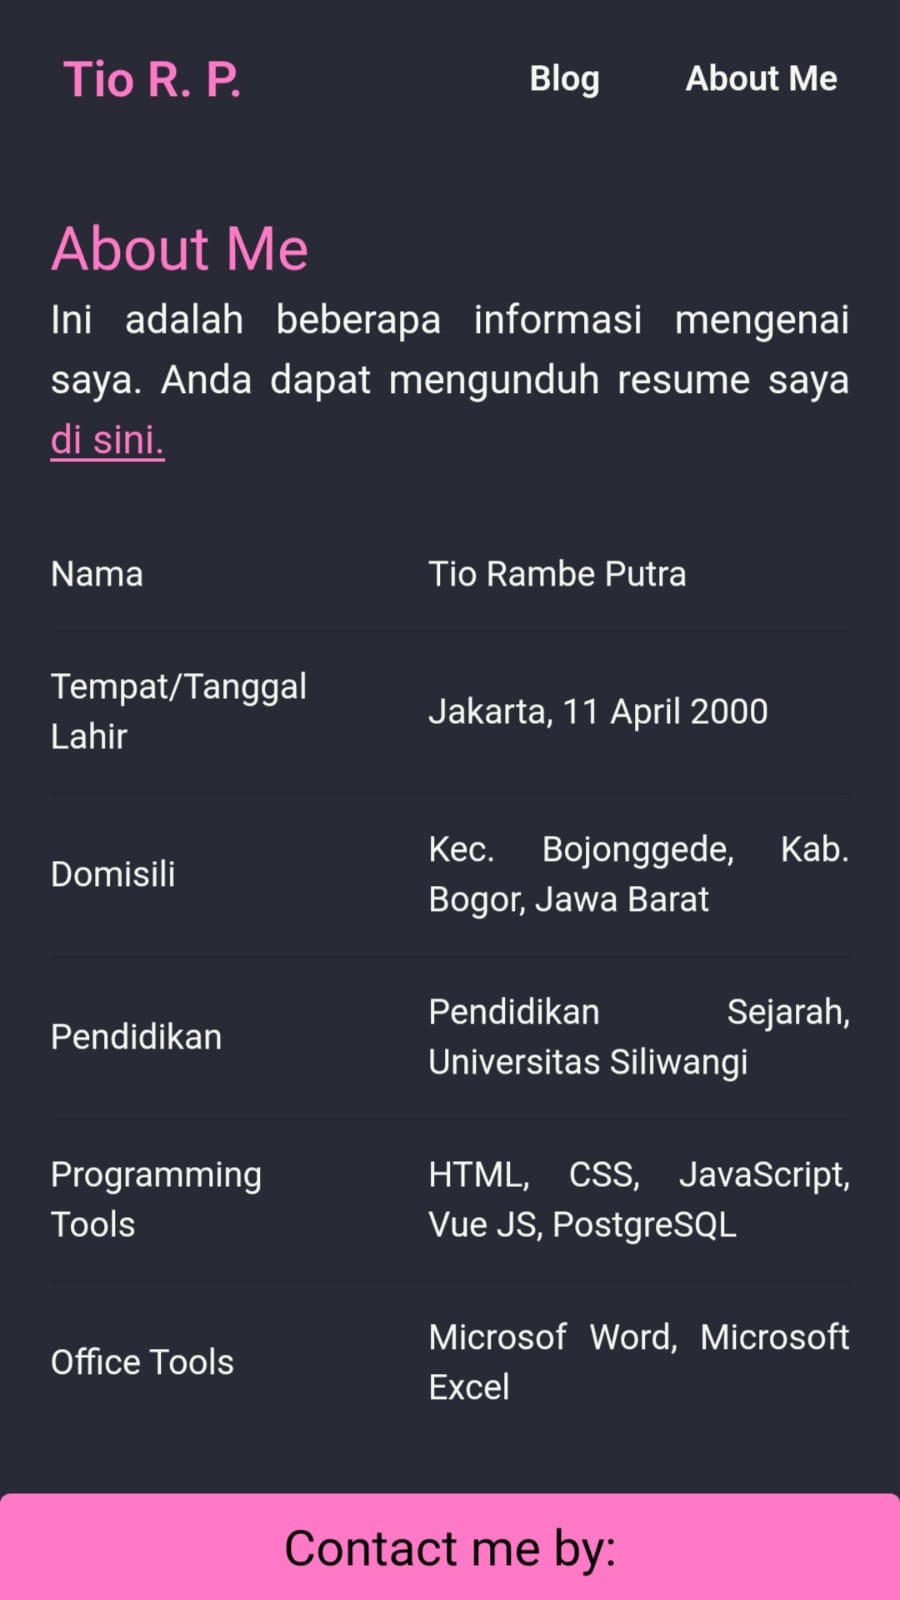 Tio R. P.
Blog
About Me
About Me
Ini adalah beberapa informasi mengenai
saya. Anda dapat mengunduh resume saya
di sini.
Nama
Tio Rambe Putra
Tempat/Tanggal
Lahir
Jakarta, 11 April 2000
Domisili
Kec. Bojonggede, Kab.
Bogor, Jawa Barat
Pendidikan
Pendidikan Sejarah,
Universitas Siliwangi
Programming
Tools
HTML, CSS, JavaScript,
Vue JS, PostgreSQL
Office Tools
Microsof Word, Microsoft
Excel
Contact me by: